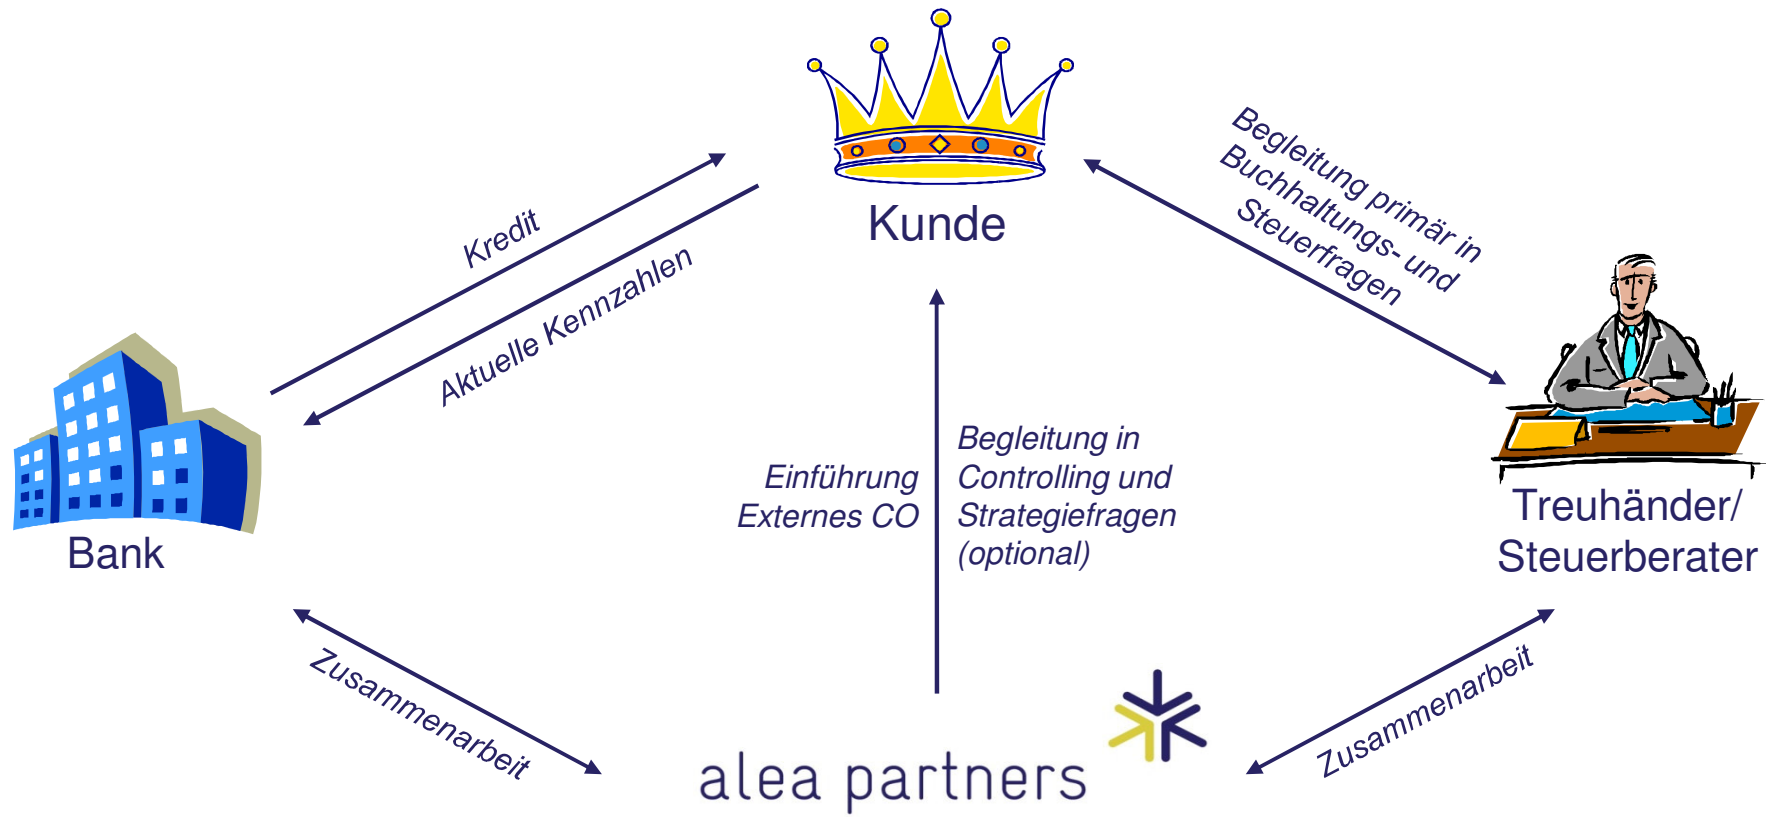 Kunde
Kredit
Aktuelle Kennzahlen
Begleitung primär in
Buchhaltungs- und
Steuerfragen
Bank
Einführung
Externes CO
Begleitung in
Controlling und
Strategiefragen
(optional)
Treuhänder/
Steuerberater
Zusammenarbeit
Zusammenarbeit
alea partners